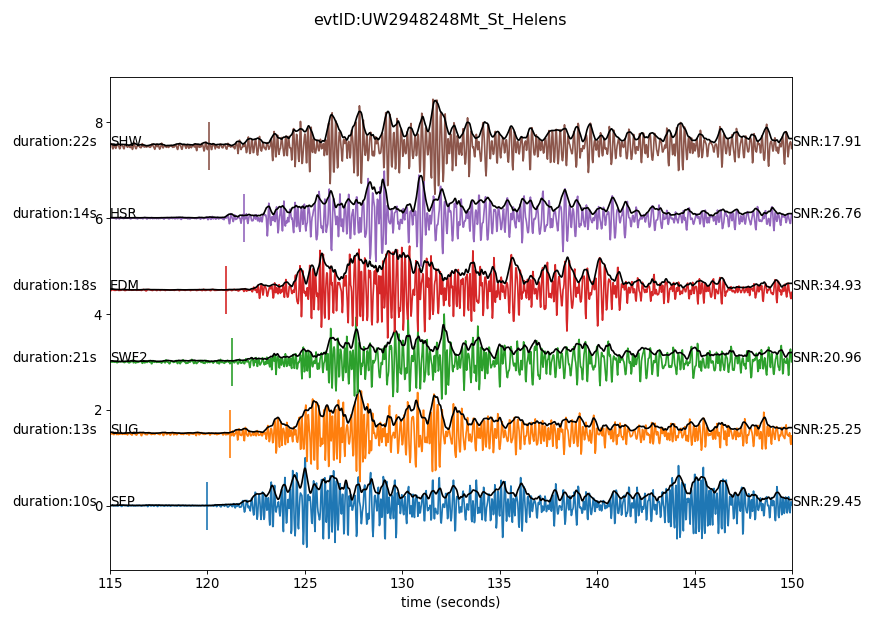 evtID:UW2948248Mt_St_Helens
8
duration:22s SHW SNR:17.91
duration:14s HSR SNR:26.76
6
duration:18s EDM SNR:34.93
4
duration:21s SWF2 SNR:20.96
2
duration:13s SUG SNR:25.25
duration:10s 0 SEP SNR:29.45
115 120 125 130 135 140 145 150
time (seconds)